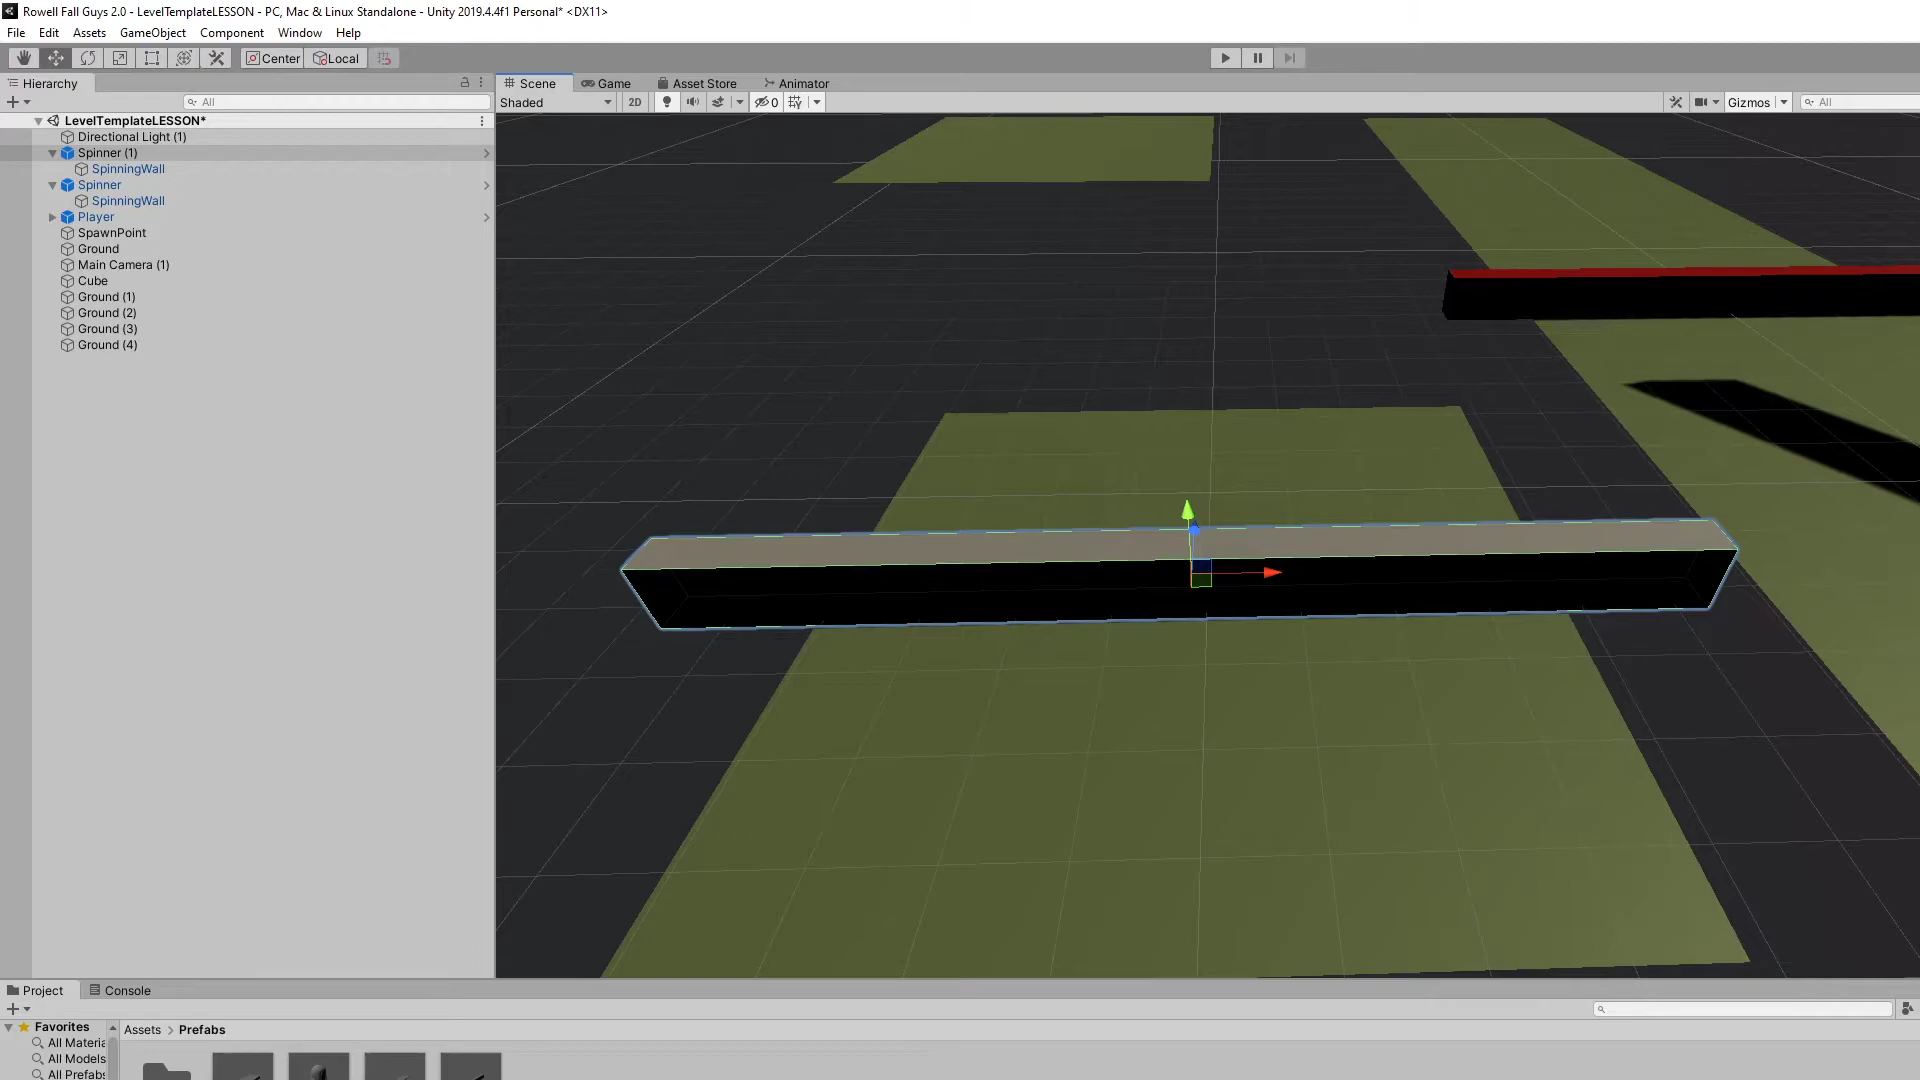 Rowell Fall Guys 2.0 - LevelTemplateLESSON - PC, Mac & Linux Standalone - Unity 2019.4.4f1 Personal* <DX11>
File Edit Assets GameObject Component Window Help
Center Local
Hierarchy
All
LevelTemplateLESSON*
Directional Light (1)
Spinner (1)
SpinningWall
Spinner
SpinningWall
Player
SpawnPoint
Ground
Main Camera (1)
Cube
Ground (1)
Ground (2)
Ground (3)
Ground (4)
Scene Game Asset Store Animator
Shaded 2D 0 Gizmos All
Project Console
Favorites
All Materia
All Models
All Prefabs
Assets > Prefabs